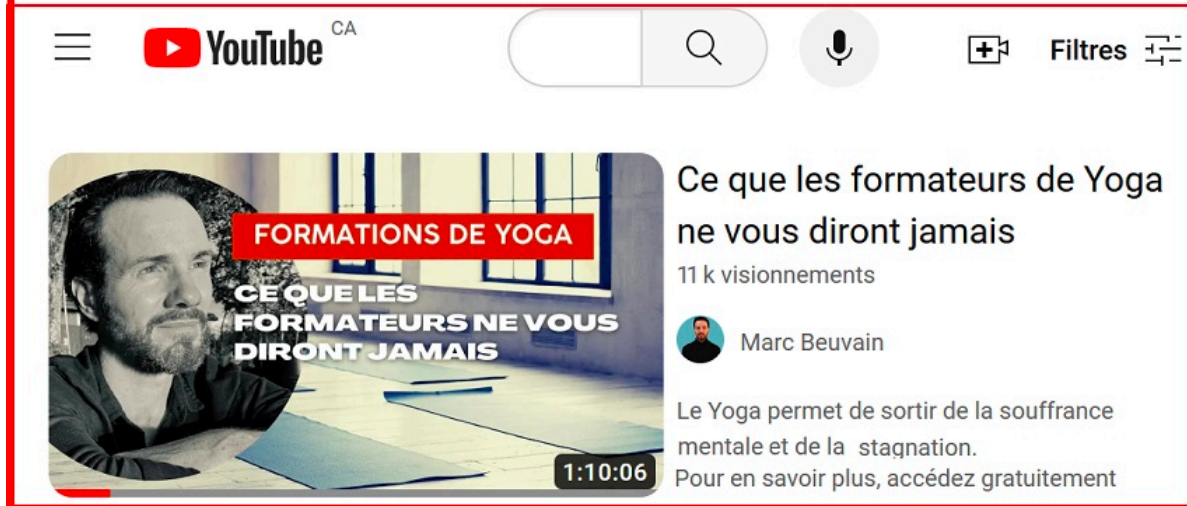 YouTube CA
Filtres
FORMATIONS DE YOGA
CE QUE LES
FORMATEURS NE VOUS
DIRONT JAMAIS
1:10:06
Ce que les formateurs de Yoga
ne vous diront jamais
11 k visionnements
Marc Beuvain
Le Yoga permet de sortir de la souffrance
mentale et de la stagnation.
Pour en savoir plus, accédez gratuitement